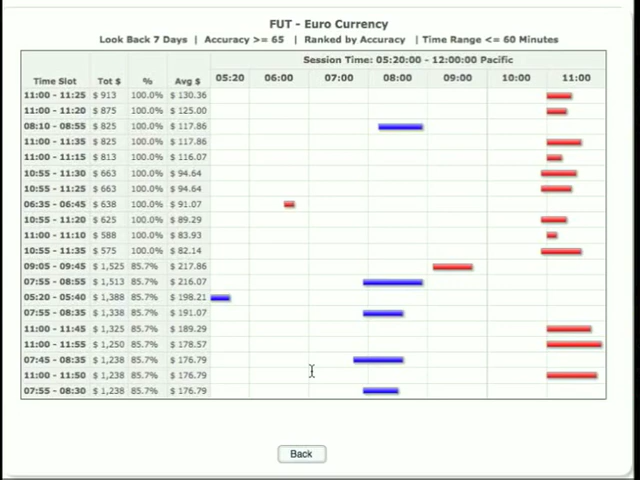 FUT - Euro Currency
Look Back 7 Days | Accuracy >= 65 | Ranked by Accuracy | Time Range <= 60 Minutes
Session Time: 05:20:00 - 12:00:00 Pacific
Time Slot Tot $ % Avg $ 05:20 06:00 07:00 08:00 09:00 10:00 11:00
11:00 - 11:25 $ 913 100.0% $ 130.36
11:00 - 11:20 $ 875 100.0% $ 125.00
08:10 - 08:55 $ 825 100.0% $ 117.86
11:00 - 11:35 $ 825 100.0% $ 117.86
11:00 - 11:15 $ 813 100.0% $ 116.07
10:55 - 11:30 $ 663 100.0% $ 94.64
10:55 - 11:25 $ 663 100.0% $ 94.64
06:35 - 06:45 $ 638 100.0% $ 91.07
10:55 - 11:20 $ 625 100.0% $ 89.29
11:00 - 11:10 $ 588 100.0% $ 83.93
10:55 - 11:35 $ 575 100.0% $ 82.14
09:05 - 09:45 $ 1,525 85.7% $ 217.86
07:55 - 08:55 $ 1,513 85.7% $ 216.07
05:20 - 05:40 $ 1,388 85.7% $ 198.21
07:55 - 08:35 $ 1,338 85.7% $ 191.07
11:00 - 11:45 $ 1,325 85.7% $ 189.29
11:00 - 11:55 $ 1,250 85.7% $ 178.57
07:45 - 08:35 $ 1,238 85.7% $ 176.79
11:00 - 11:50 $ 1,238 85.7% $ 176.79
07:55 - 08:30 $ 1,238 85.7% $ 176.79
Back